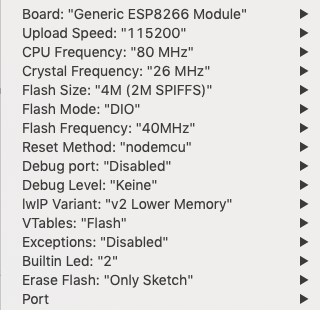 Board: "Generic ESP8266 Module"
Upload Speed: "115200"
CPU Frequency: "80 MHz"
Crystal Frequency: "26 MHz"
Flash Size: "4M (2M SPIFFS)"
Flash Mode: "DIO"
Flash Frequency: "40MHz"
Reset Method: "nodemcu"
Debug port: "Disabled"
Debug Level: "Keine"
lwIP Variant: "v2 Lower Memory"
VTables: "Flash"
Exceptions: "Disabled"
Builtin Led: "2"
Erase Flash: "Only Sketch"
Port